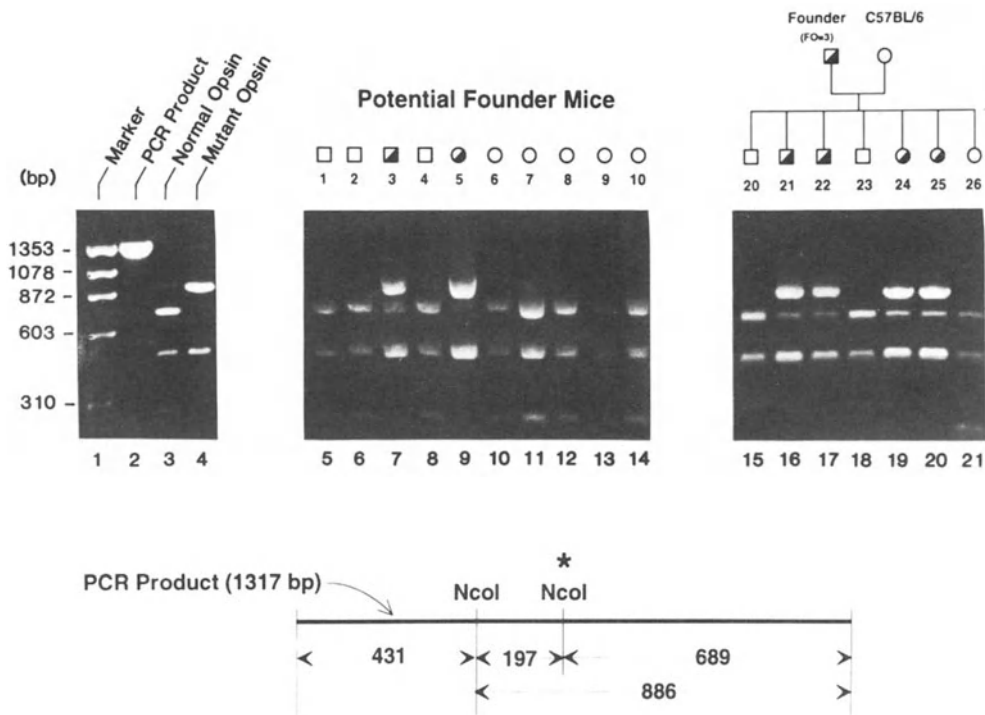 Founder C57BL/6
(FO#3)
Potential Founder Mice
Marker
PCR Product
Normal Opsin
Mutant Opsin
(bp)
1 2 3 4 5 6 7 8 9 10
20 21 22 23 24 25 26
1353 -
1078 -
872 -
603 -
310 -
1 2 3 4
5 6 7 8 9 10 11 12 13 14
15 16 17 18 19 20 21
*
PCR Product (1317 bp)
NcoI NcoI
431 197 689
886